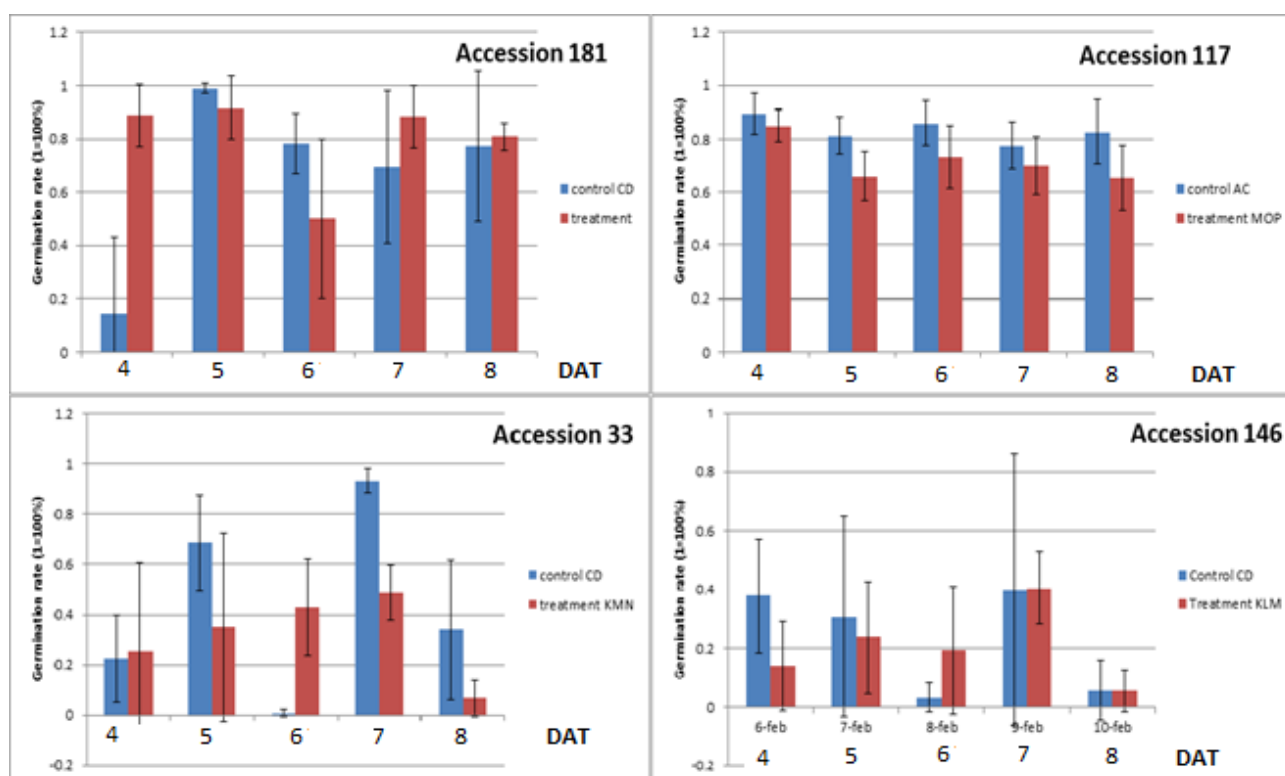 Accession 181
Germination rate (1=100%)
1.2
1
0.8
0.6
0.4
0.2
0
control CD
treatment
4 5 6 7 8 DAT
Accession 117
Germination rate (1=100%)
1.2
1
0.8
0.6
0.4
0.2
0
control AC
treatment MOP
4 5 6 7 8 DAT
Accession 33
Germination rate (1=100%)
1.2
1
0.8
0.6
0.4
0.2
0
-0.2
control CD
treatment KMN
4 5 6 7 8 DAT
Accession 146
Germination rate (1=100%)
1
0.8
0.6
0.4
0.2
0
-0.2
Control CD
Treatment KLM
6-feb 7-feb 8-feb 9-feb 10-feb
4 5 6 7 8 DAT